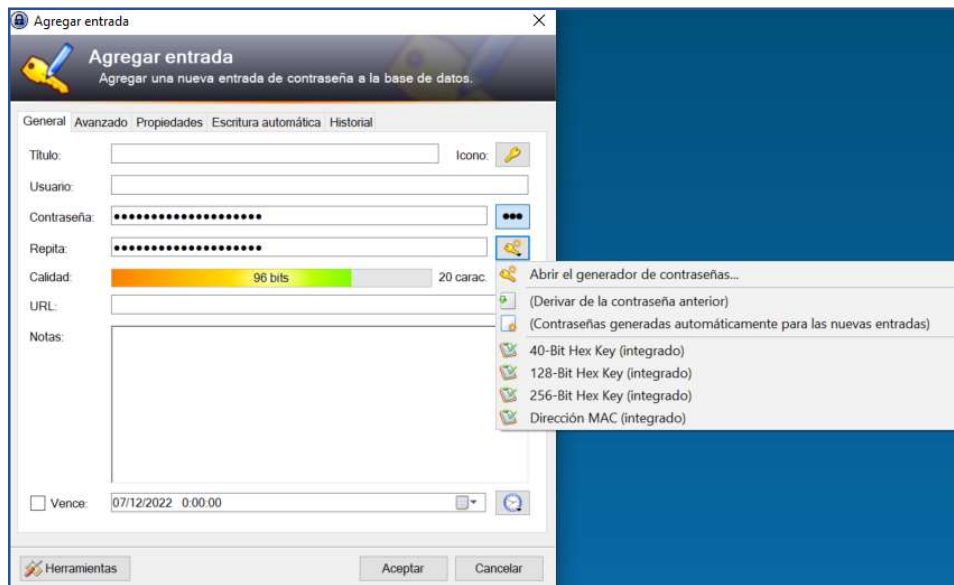 Agregar entrada
Agregar entrada
Agregar una nueva entrada de contraseña a la base de datos.
General Avanzado Propiedades Escritura automática Historial
Título:
Icono:
Usuario:
Contraseña: ••••••••••••••••••••
Repita: ••••••••••••••••••••
Calidad: 96 bits 20 carac.
URL:
Notas:
Abrir el generador de contraseñas...
(Derivar de la contraseña anterior)
(Contraseñas generadas automáticamente para las nuevas entradas)
40-Bit Hex Key (integrado)
128-Bit Hex Key (integrado)
256-Bit Hex Key (integrado)
Dirección MAC (integrado)
Vence: 07/12/2022 0:00:00
Herramientas Aceptar Cancelar